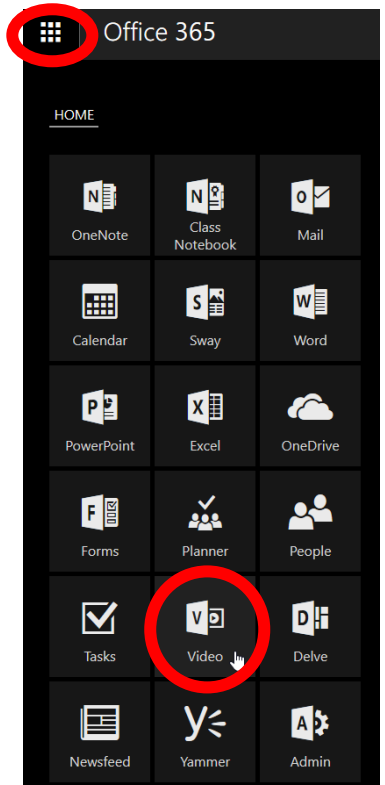 Office 365
HOME
OneNote
Class
Notebook
Mail
Calendar
Sway
Word
PowerPoint
Excel
OneDrive
Forms
Planner
People
Tasks
Video
Delve
Newsfeed
Yammer
Admin